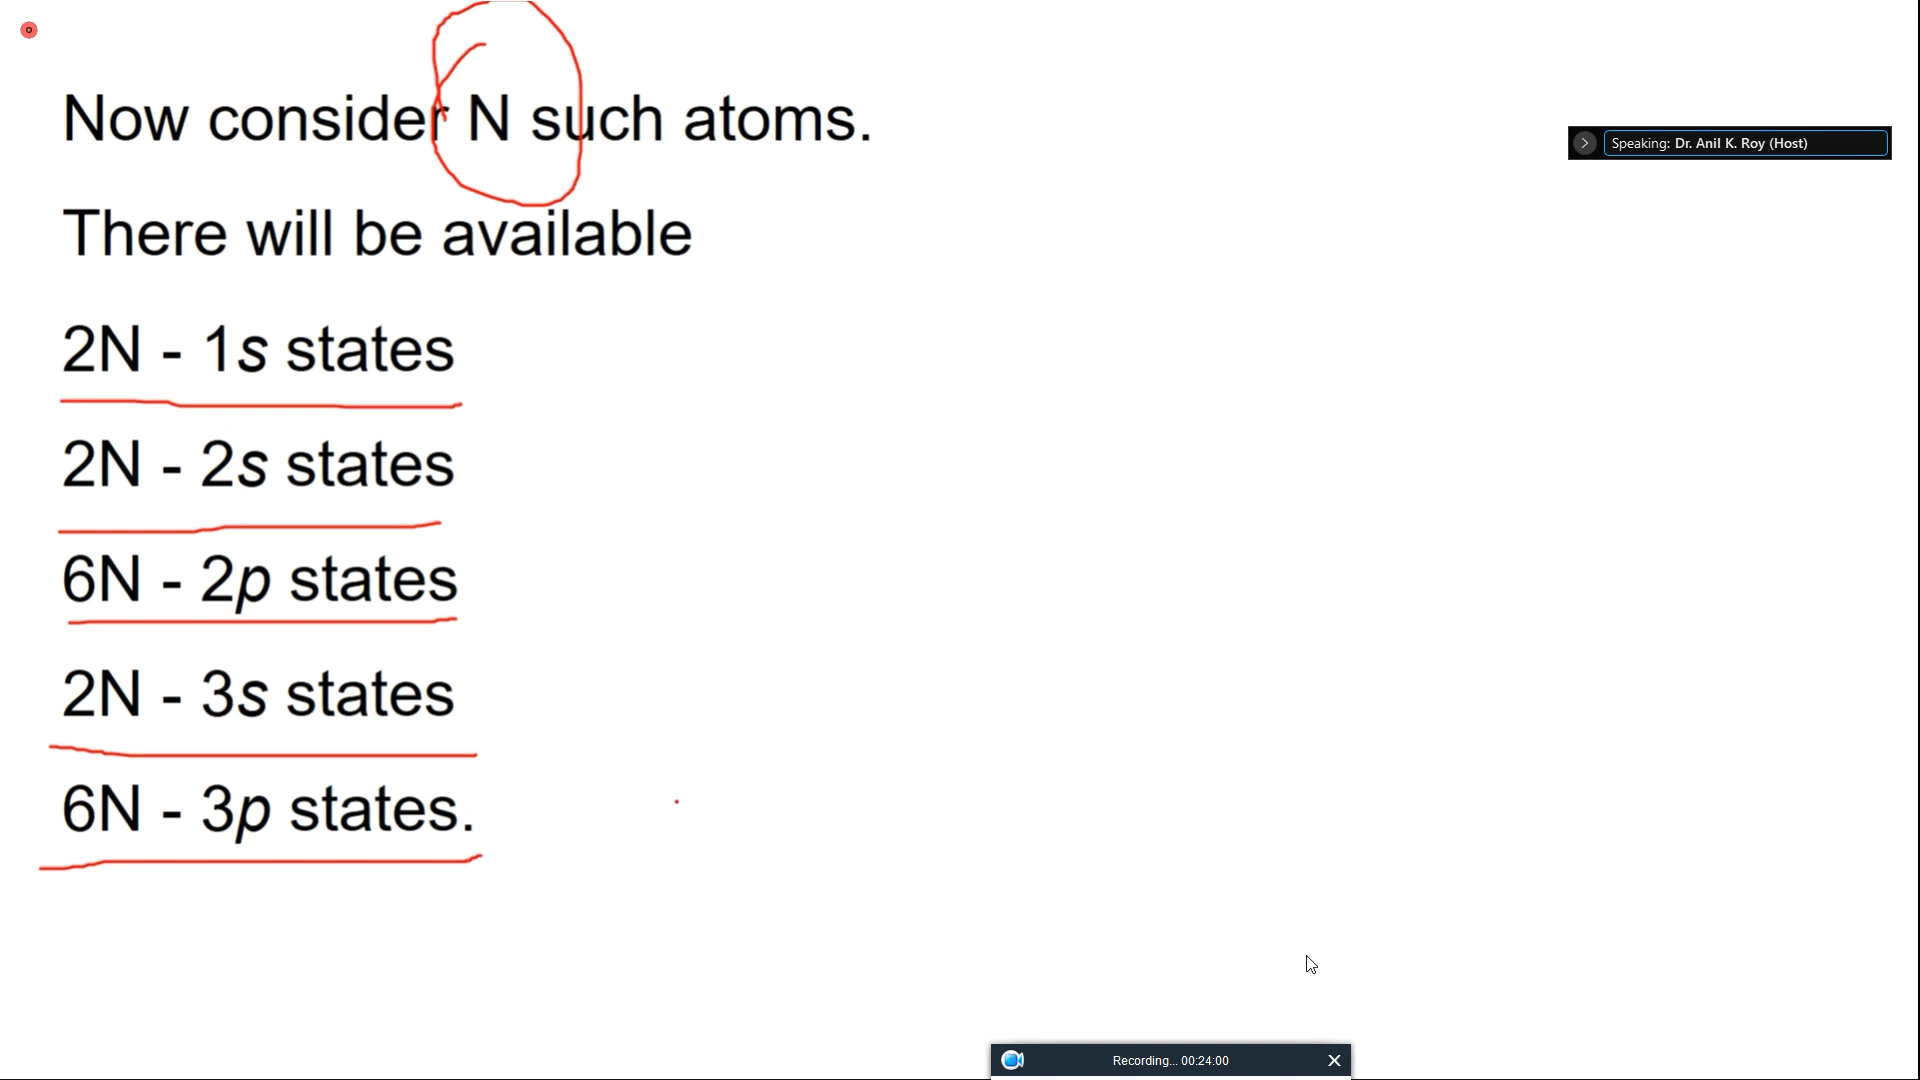 Now consider N such atoms.
Speaking: Dr. Anil K. Roy (Host)
There will be available
2N - 1s states
2N - 2s states
6N - 2p states
2N - 3s states
6N - 3p states.
Recording... 00:24:00